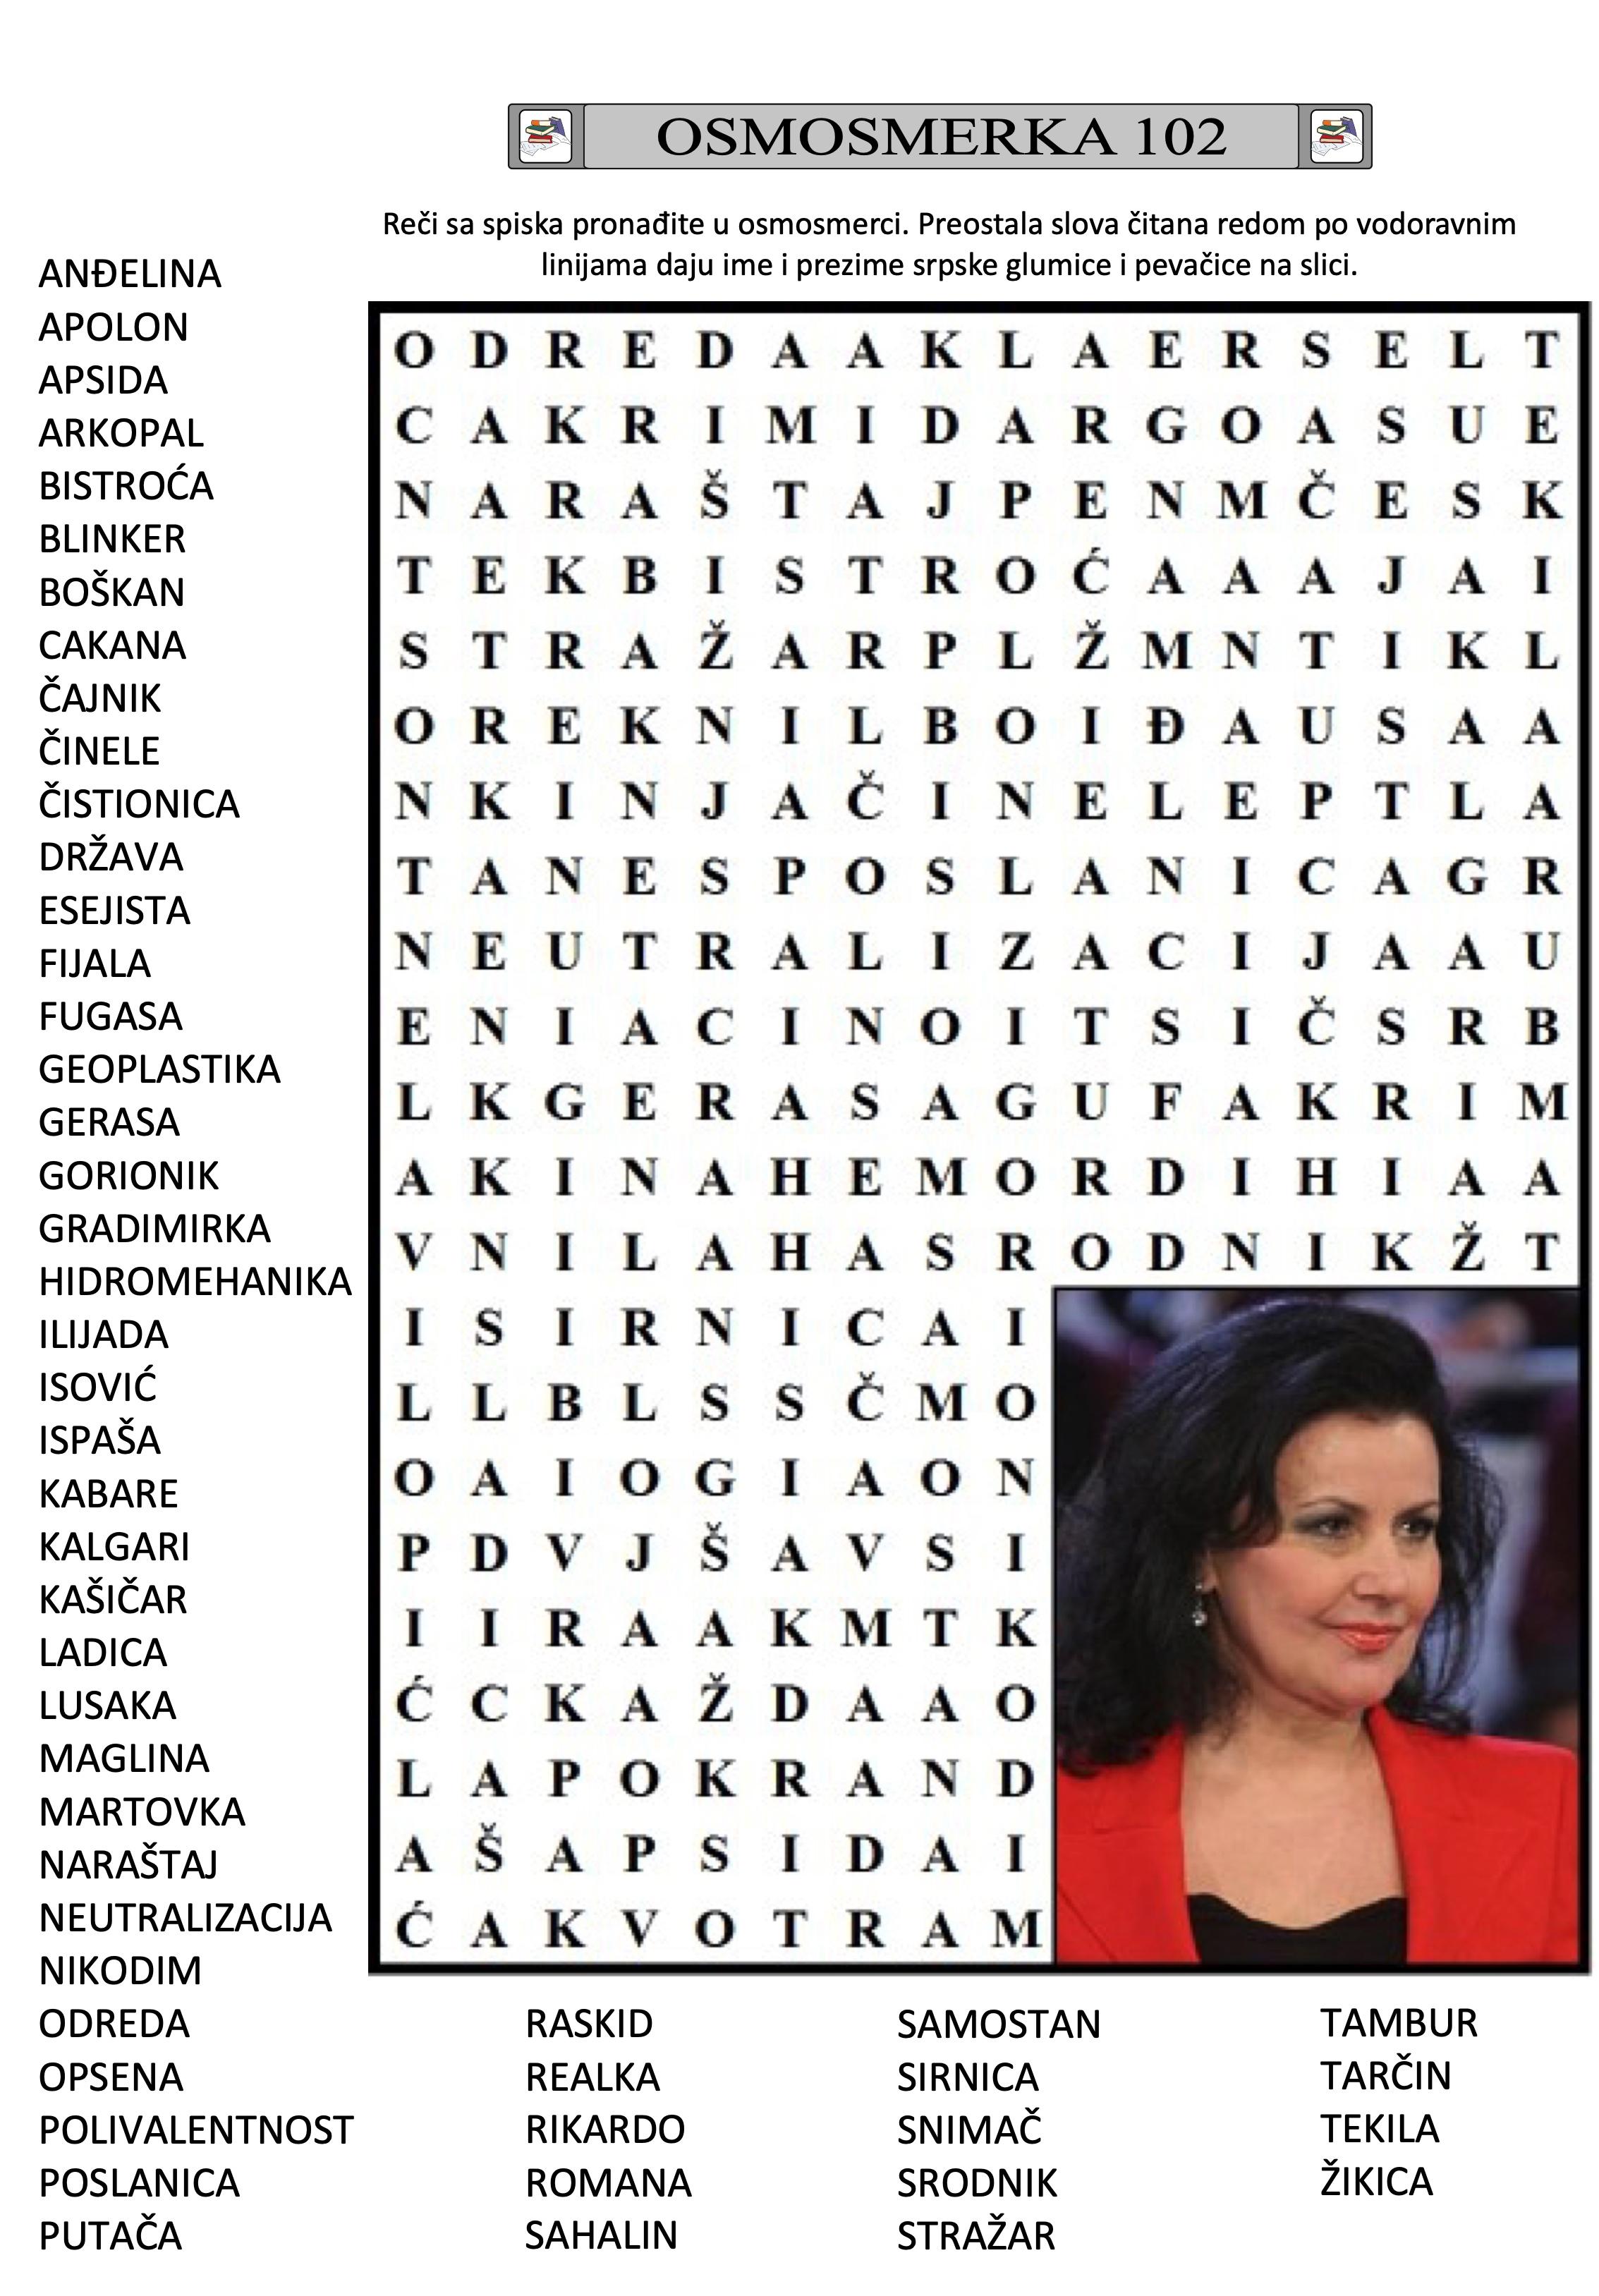 OSMOSMERKA 102
Reči sa spiska pronađite u osmosmerci. Preostala slova čitana redom po vodoravnim
linijama daju ime i prezime srpske glumice i pevačice na slici.
ANĐELINA
APOLON
APSIDA
ARKOPAL
BISTROĆA
BLINKER
BOŠKAN
CAKANA
ČAJNIK
ČINELE
ČISTIONICA
DRŽAVA
ESEJISTA
FIJALA
FUGASA
GEOPLASTIKA
GERASA
GORIONIK
GRADIMIRKA
HIDROMEHANIKA
ILIJADA
ISOVIĆ
ISPAŠA
KABARE
KALGARI
KAŠIČAR
LADICA
LUSAKA
MAGLINA
MARTOVKA
NARAŠTAJ
NEUTRALIZACIJA
NIKODIM
ODREDA
OPSENA
POLIVALENTNOST
POSLANICA
PUTAČA
O D R E D A A K L A E R S E L T
C A K R I M I D A R G O A S U E
N A R A Š T A J P E N M Č E S K
T E K B I S T R O Ć A A A J A I
S T R A Ž A R P L Ž M N T I K L
O R E K N I L B O I Đ A U S A A
N K I N J A Č I N E L E P T L A
T A N E S P O S L A N I C A G R
N E U T R A L I Z A C I J A A U
E N I A C I N O I T S I Č S R B
L K G E R A S A G U F A K R I M
A K I N A H E M O R D I H I A A
V N I L A H A S R O D N I K Ž T
I S I R N I C A I
L L B L S S Č M O
O A I O G I A O N
P D V J Š A V S I
I I R A A K M T K
Ć C K A Ž D A A O
L A P O K R A N D
A Š A P S I D A I
Ć A K V O T R A M
RASKID
REALKA
RIKARDO
ROMANA
SAHALIN
SAMOSTAN
SIRNICA
SNIMAČ
SRODNIK
STRAŽAR
TAMBUR
TARČIN
TEKILA
ŽIKICA